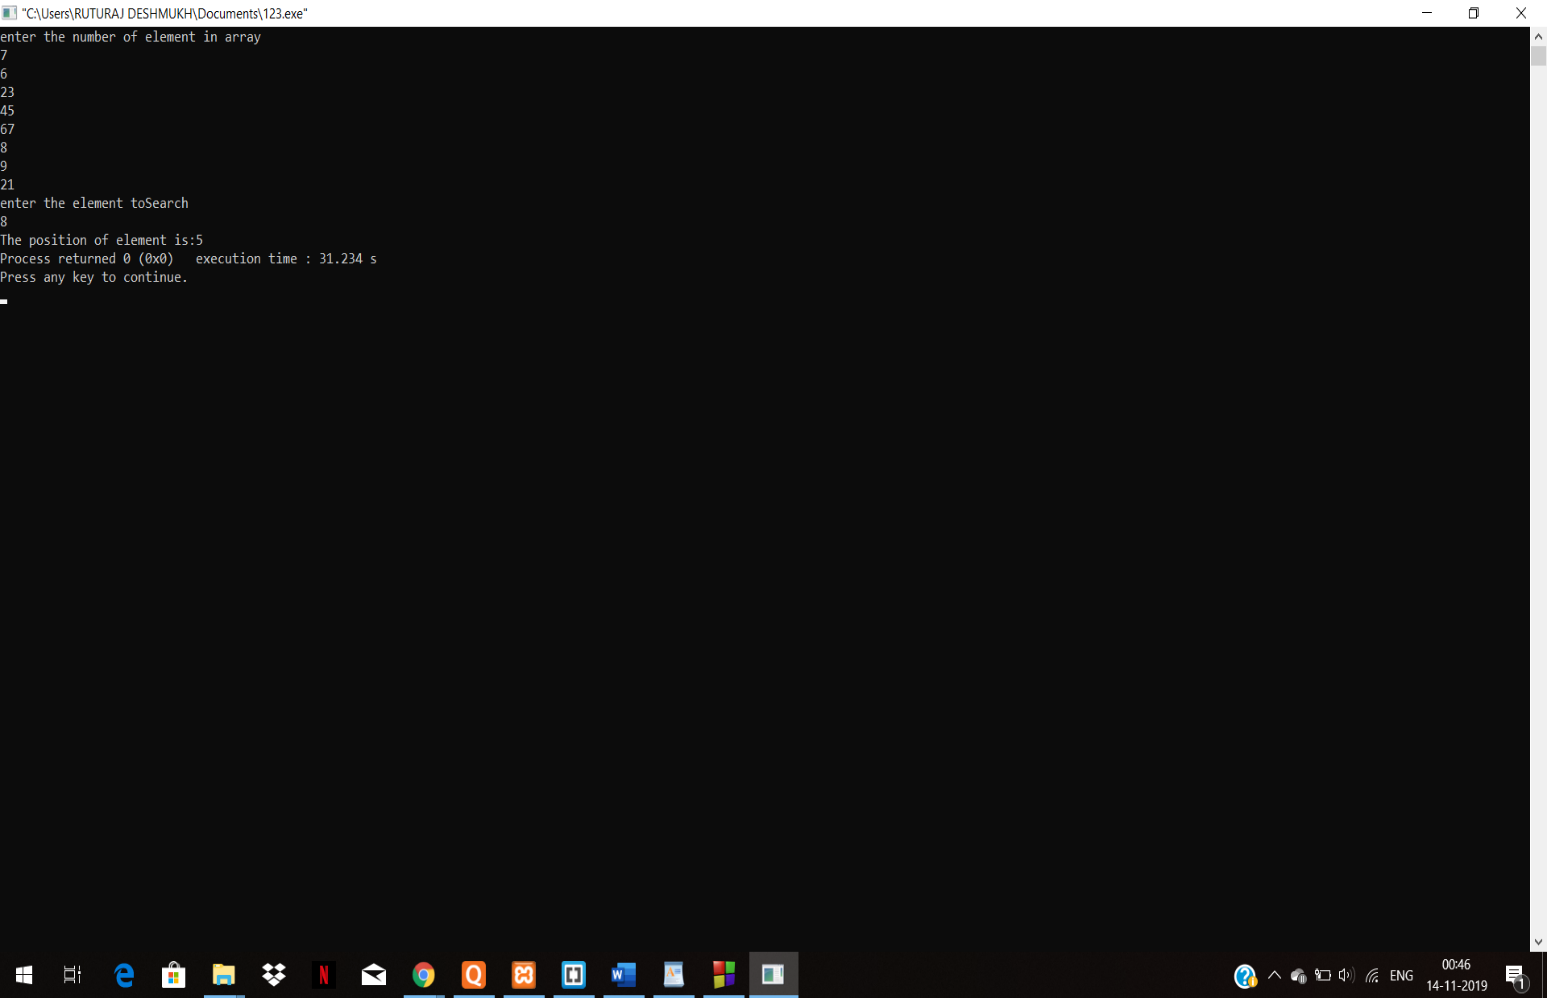 "C:\Users\RUTURAJ DESHMUKH\Documents\123.exe"
enter the number of element in array
7
6
23
45
67
8
9
21
enter the element toSearch
8
The position of element is:5
Process returned 0 (0x0)   execution time : 31.234 s
Press any key to continue.
ENG
00:46
14-11-2019
1